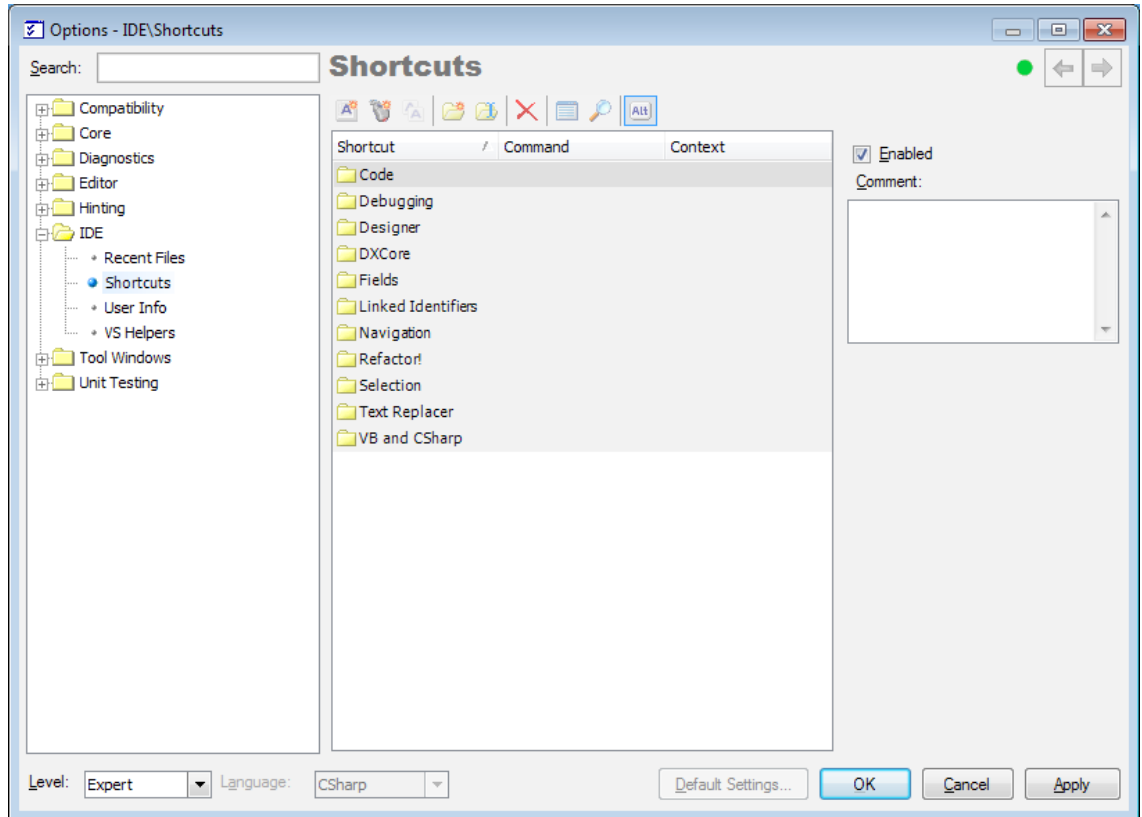 Options - IDE\Shortcuts
Search:
Shortcuts
Compatibility
Core
Diagnostics
Editor
Hinting
IDE
Recent Files
Shortcuts
User Info
VS Helpers
Tool Windows
Unit Testing
Alt
Shortcut / Command Context
Code
Debugging
Designer
DXCore
Fields
Linked Identifiers
Navigation
Refactor!
Selection
Text Replacer
VB and CSharp
Enabled
Comment:
Level: Expert Language: CSharp Default Settings... OK Cancel Apply